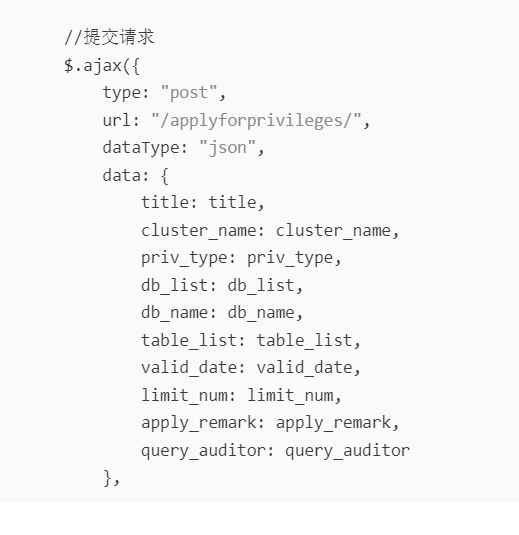 //提交请求
$.ajax({
    type: "post",
    url: "/applyforprivileges/",
    dataType: "json",
    data: {
        title: title,
        cluster_name: cluster_name,
        priv_type: priv_type,
        db_list: db_list,
        db_name: db_name,
        table_list: table_list,
        valid_date: valid_date,
        limit_num: limit_num,
        apply_remark: apply_remark,
        query_auditor: query_auditor
    },